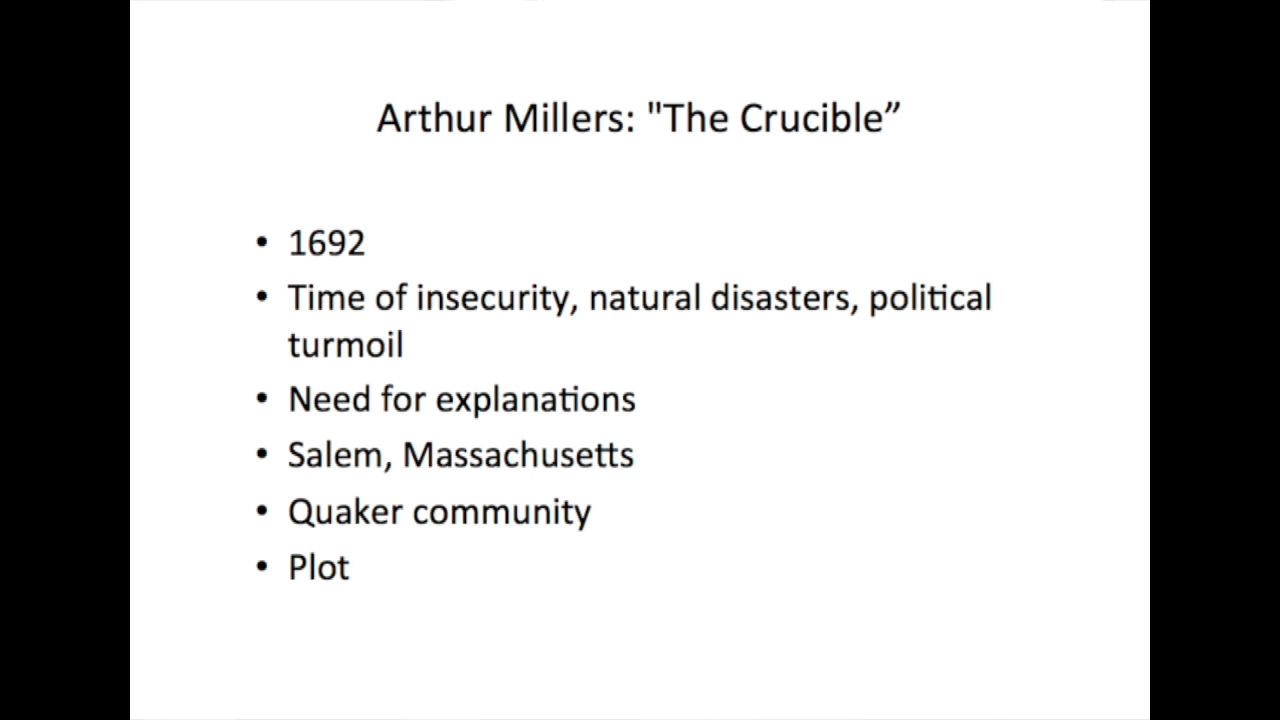 Arthur Millers: "The Crucible”
• 1692
• Time of insecurity, natural disasters, political
turmoil
• Need for explanations
• Salem, Massachusetts
• Quaker community
• Plot